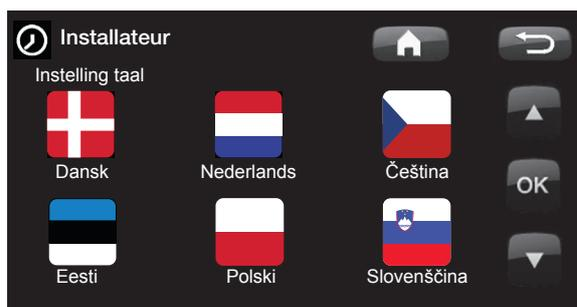 Installateur
Instelling taal
Dansk Nederlands Čeština
OK
Eesti Polski Slovenščina